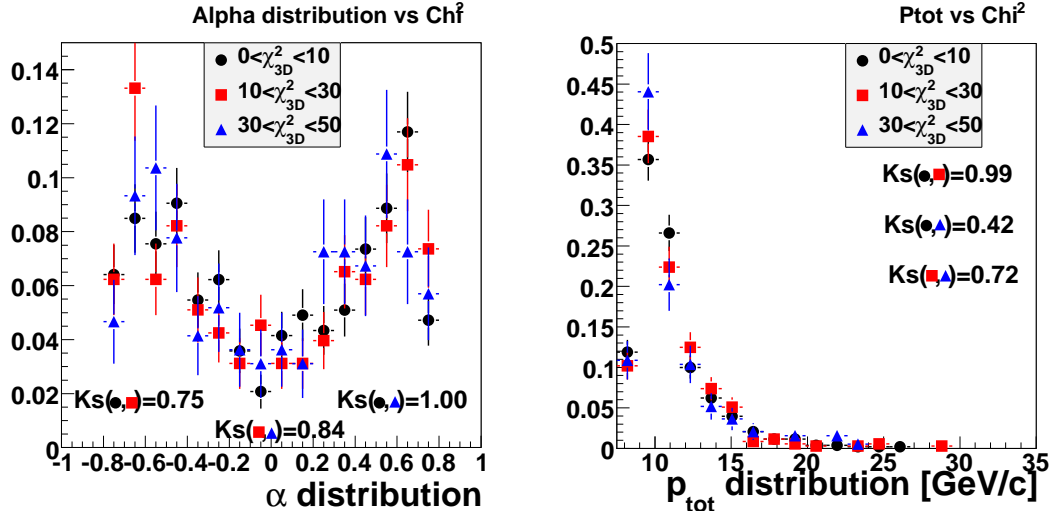 Alpha distribution vs Chi²
0<χ²3D<10
10<χ²3D<30
30<χ²3D<50
0.14
0.12
0.1
0.08
0.06
0.04
0.02
0
Ks(●,■)=0.75
Ks(■,▲)=0.84
Ks(●,▲)=1.00
-1 -0.8 -0.6 -0.4 -0.2 0 0.2 0.4 0.6 0.8 1
α distribution
Ptot vs Chi²
0<χ²3D<10
10<χ²3D<30
30<χ²3D<50
0.5
0.45
0.4
0.35
0.3
0.25
0.2
0.15
0.1
0.05
0
Ks(●,■)=0.99
Ks(●,▲)=0.42
Ks(■,▲)=0.72
10 15 20 25 30 35
ptot distribution [GeV/c]